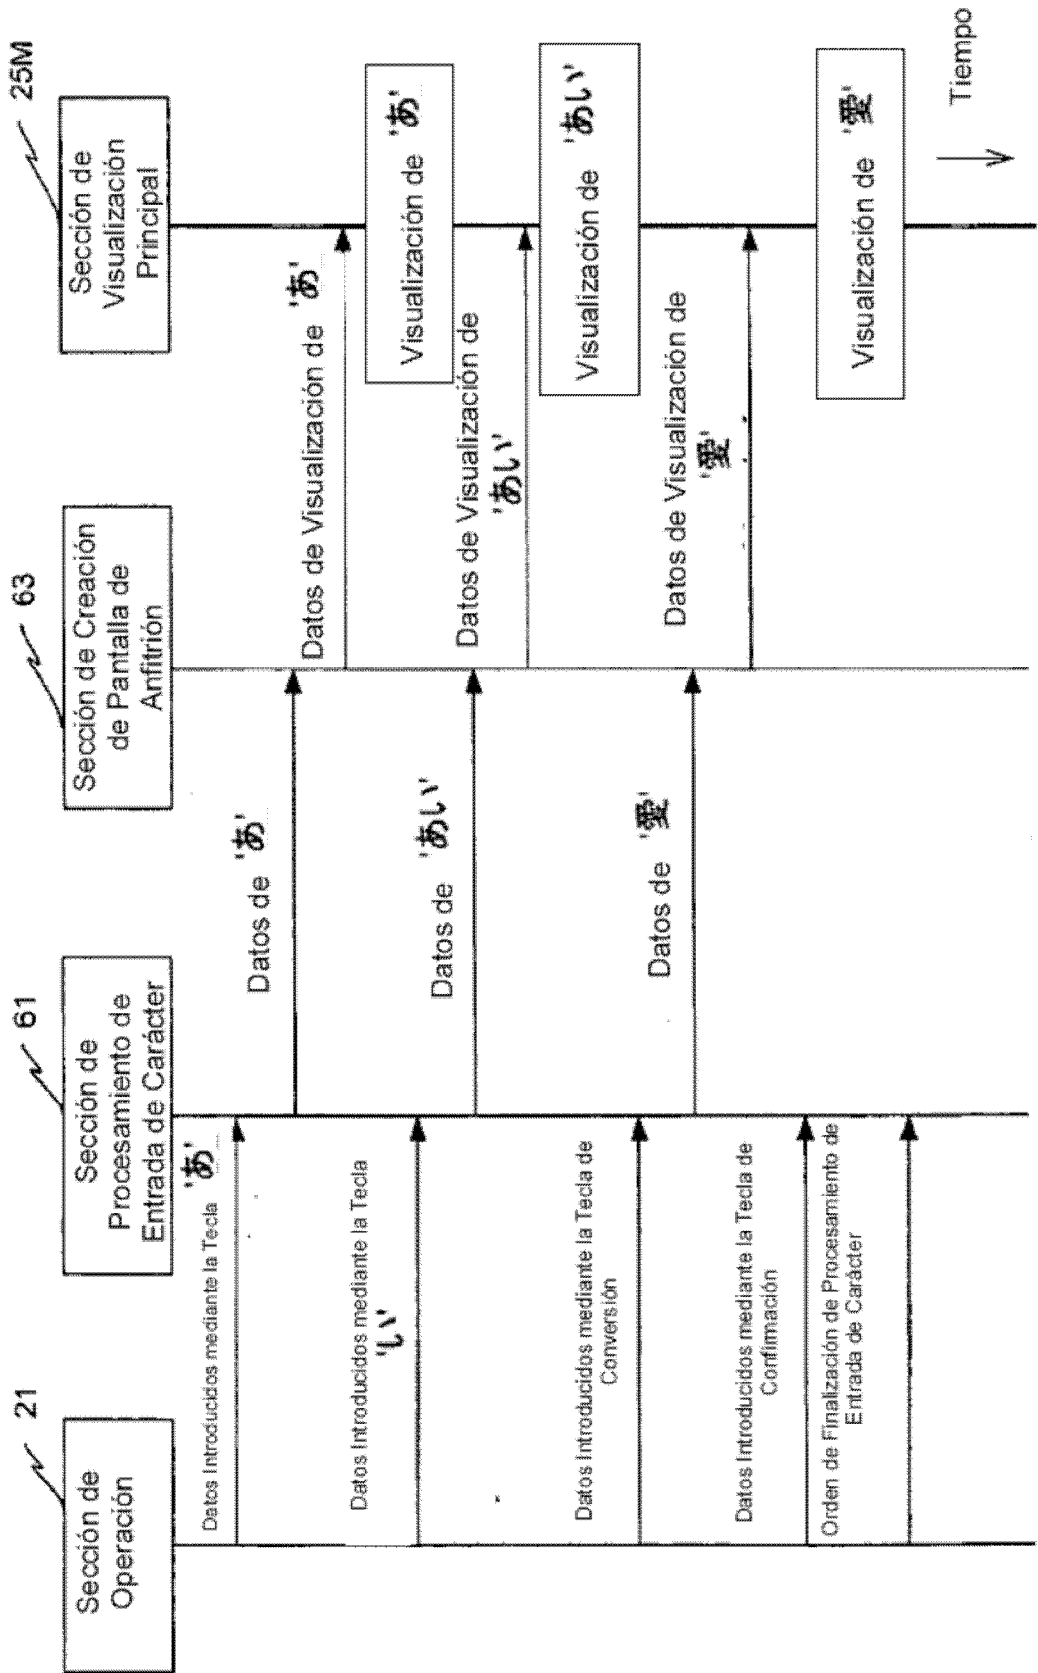 21
Sección de
Operación
61
Sección de
Procesamiento de
Entrada de Carácter
63
Sección de Creación
de Pantalla de
Anfitrión
25M
Sección de
Visualización
Principal
Datos Introducidos mediante la Tecla 'あ'
Datos de 'あ'
Datos de Visualización de 'あ'
Visualización de 'あ'
Datos Introducidos mediante la Tecla
'い'
Datos de 'あい'
Datos de Visualización de
'あい'
Visualización de 'あい'
Datos Introducidos mediante la Tecla de
Conversión
Datos de '愛'
Datos de Visualización de
'愛'
Visualización de '愛'
Datos Introducidos mediante la Tecla de
Confirmación
Orden de Finalización de Procesamiento de
Entrada de Carácter
Tiempo